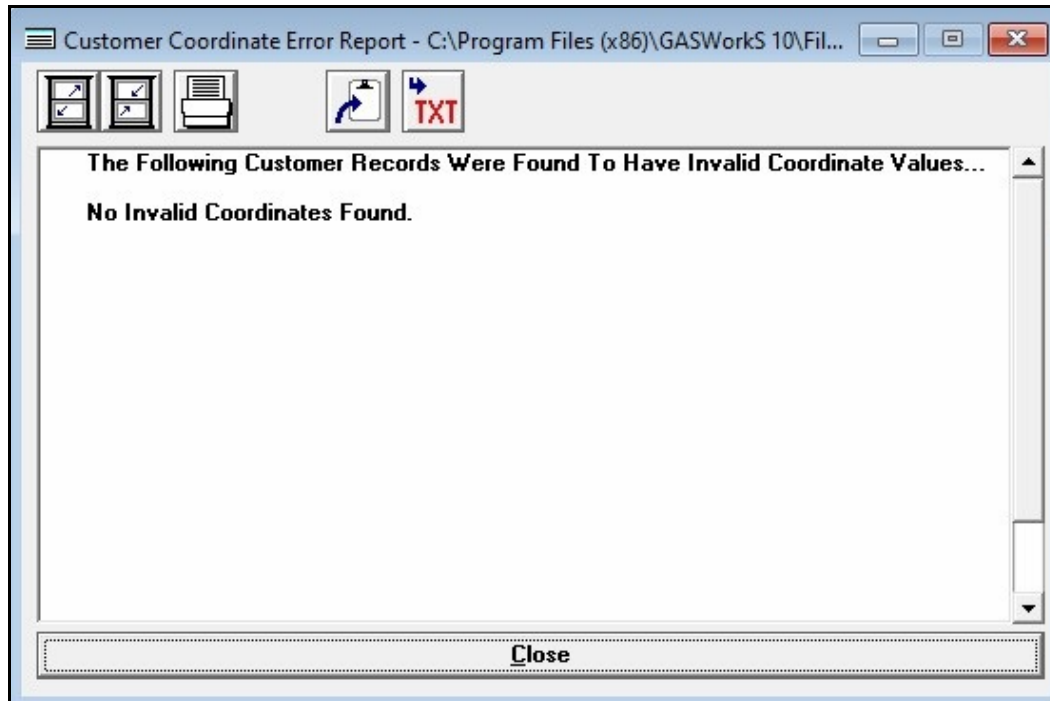 Customer Coordinate Error Report - C:\Program Files (x86)\GASWorkS 10\Fil...
TXT
The Following Customer Records Were Found To Have Invalid Coordinate Values...
No Invalid Coordinates Found.
Close